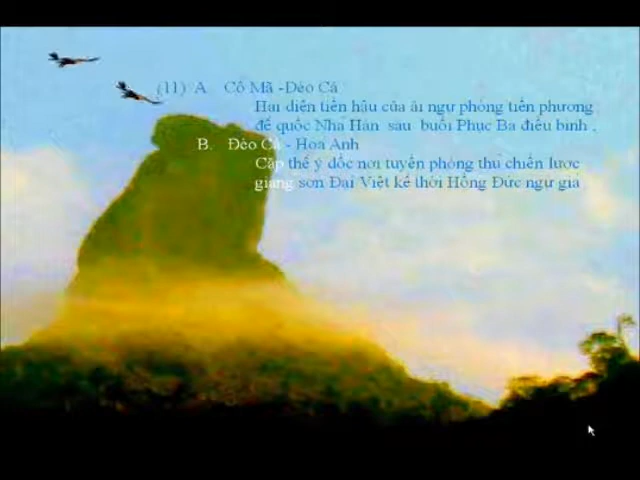 (11) A. Cổ Mã -Đèo Cả
Hai diện tiền hậu của ải ngự phòng tiền phương
đế quốc Nhà Hán sau buổi Phục Ba điều binh .
B. Đèo Cả - Hoa Anh
Cặp thế ỷ dốc nơi tuyến phòng thủ chiến lược
giang sơn Đại Việt kể thời Hồng Đức ngự giá